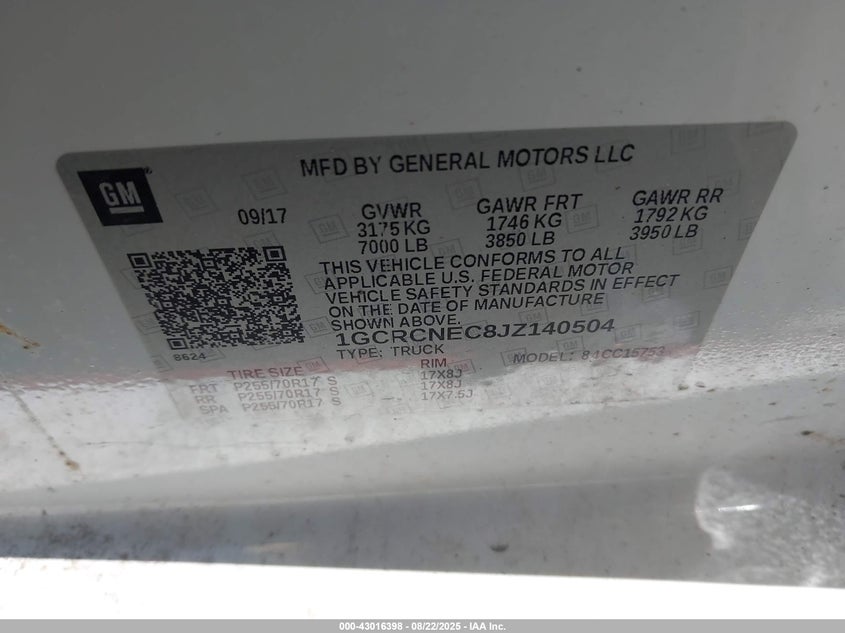 MFD BY GENERAL MOTORS LLC
GM
09/17
GVWR
3175 KG
7000 LB
GAWR FRT
1746 KG
3850 LB
GAWR RR
1792 KG
3950 LB
THIS VEHICLE CONFORMS TO ALL
APPLICABLE U.S. FEDERAL MOTOR
VEHICLE SAFETY STANDARDS IN EFFECT
ON THE DATE OF MANUFACTURE
SHOWN ABOVE.
1GCRCNEC8JZ140504
8624
TYPE: TRUCK
MODEL: 84CC15753
TIRE SIZE RIM
FRT P255/70R17 S 17X8J
RR P255/70R17 S 17X8J
SPA P255/70R17 S 17X7.5J
000-43016398 - 08/22/2025 - IAA Inc.